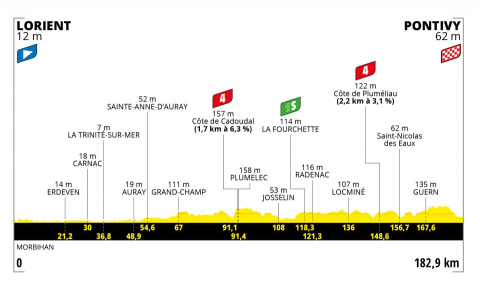 LORIENT
12 m
PONTIVY
62 m
4
122 m
Côte de Pluméliau
(2,2 km à 3,1 %)
4
157 m
Côte de Cadoudal
(1,7 km à 6,3 %)
S
114 m
LA FOURCHETTE
52 m
SAINTE-ANNE-D'AURAY
7 m
LA TRINITÉ-SUR-MER
62 m
Saint-Nicolas
des Eaux
18 m
CARNAC
158 m
PLUMELEC
116 m
RADENAC
14 m
ERDEVEN
19 m
AURAY
111 m
GRAND-CHAMP
53 m
JOSSELIN
107 m
LOCMINÉ
135 m
GUERN
30 54,6 67 91,1 108 118,3 136 156,7 167,6
21,2 36,8 48,9 91,4 121,3 148,6
MORBIHAN
0
182,9 km